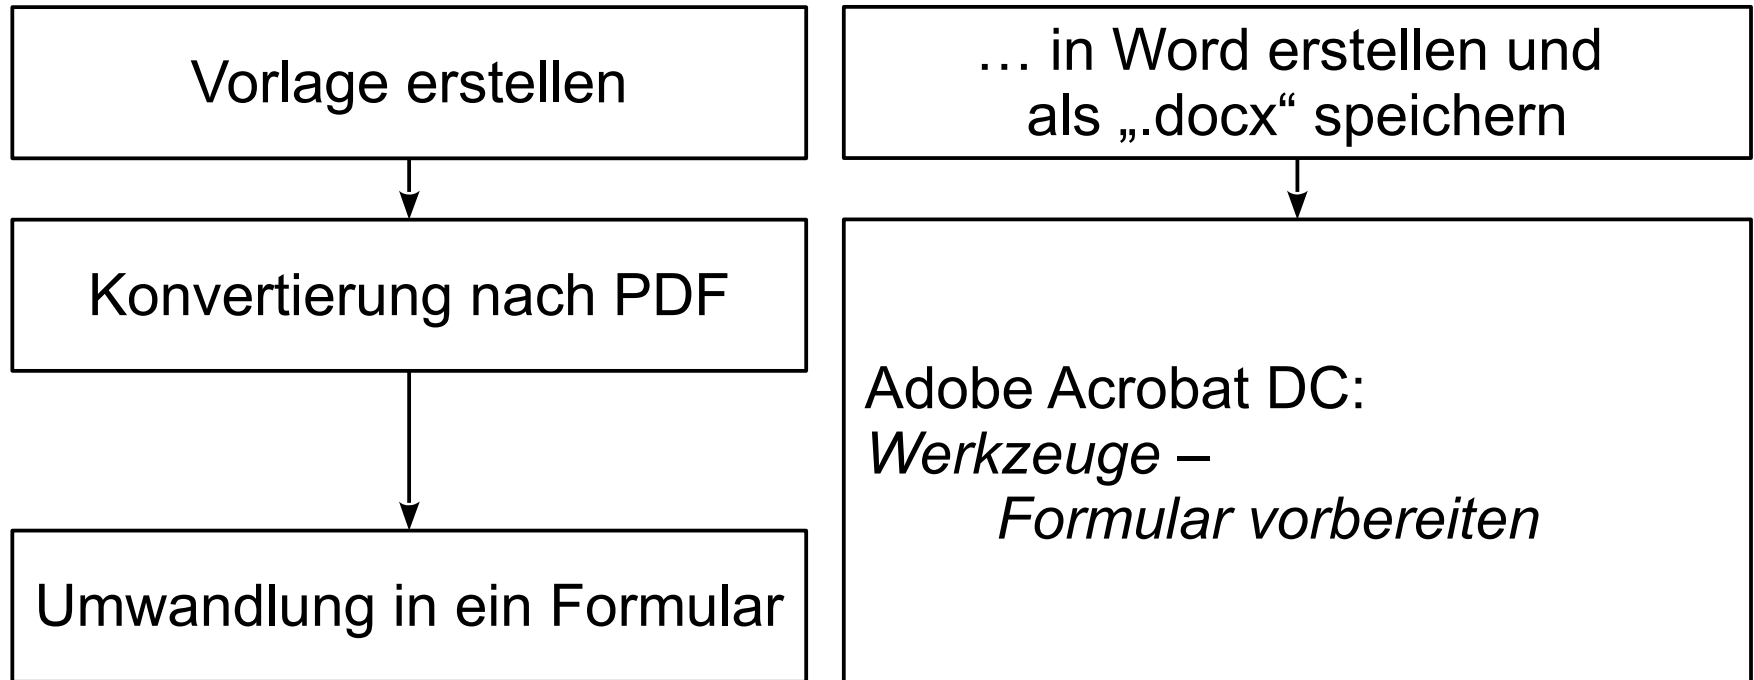 Vorlage erstellen
… in Word erstellen und
als „.docx“ speichern
Konvertierung nach PDF
Adobe Acrobat DC:
Werkzeuge –
Formular vorbereiten
Umwandlung in ein Formular